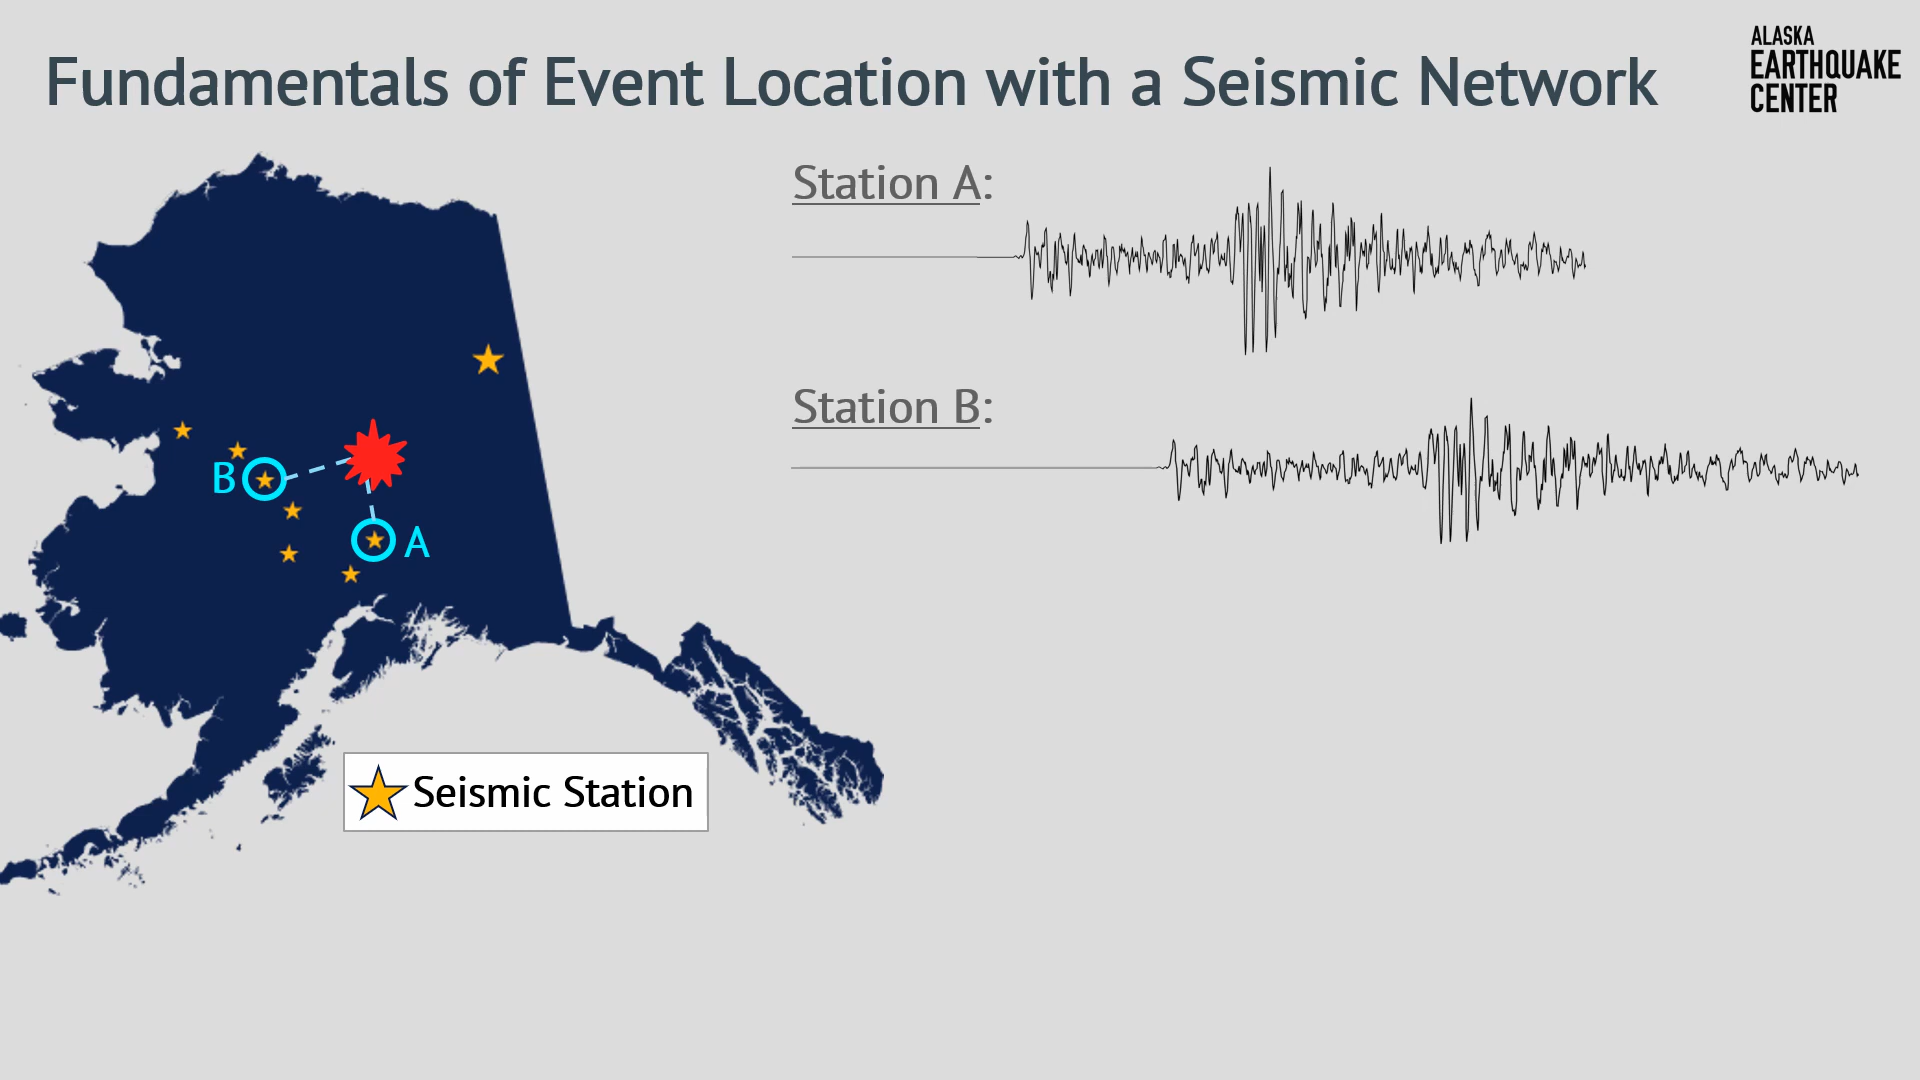 Fundamentals of Event Location with a Seismic Network
ALASKA
EARTHQUAKE
CENTER
Station A:
Station B:
B
A
Seismic Station